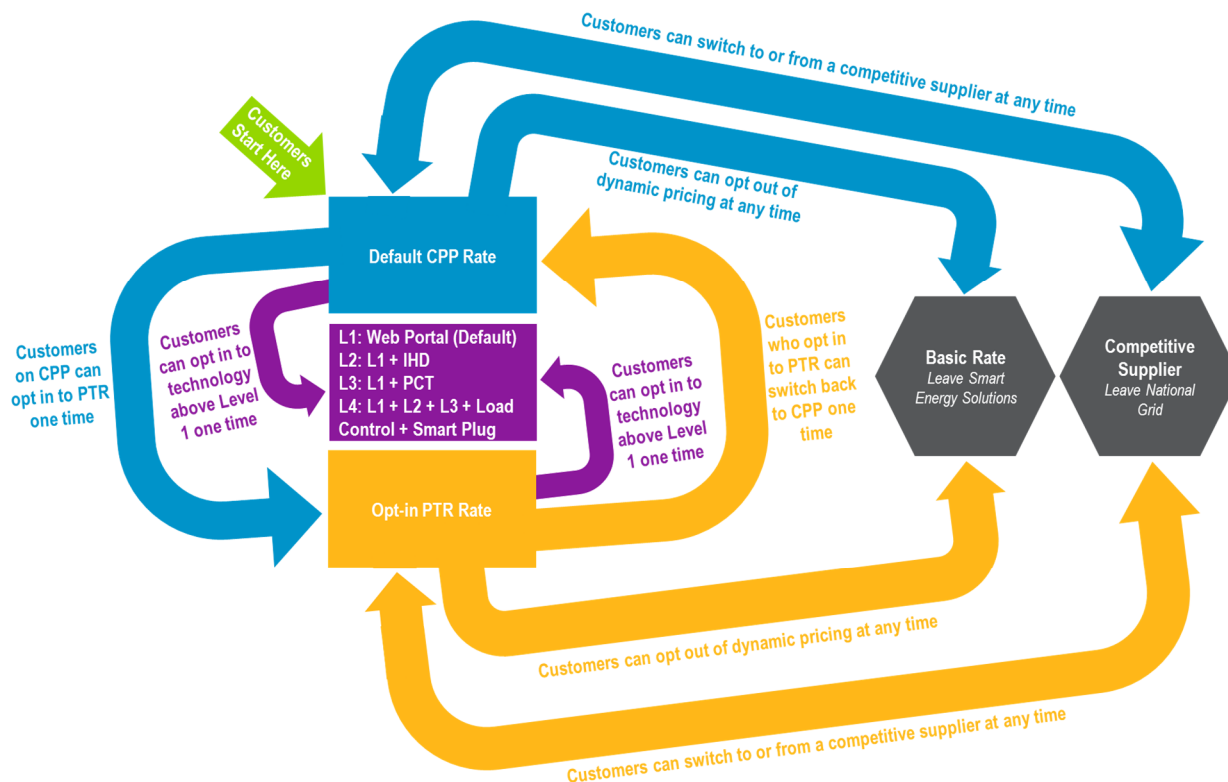 Customers can switch to or from a competitive supplier at any time
Customers
Start Here
Customers can opt out of
dynamic pricing at any time
Default CPP Rate
Customers
on CPP can
opt in to PTR
one time
Customers
can opt in to
technology
above Level
1 one time
L1: Web Portal (Default)
L2: L1 + IHD
L3: L1 + PCT
L4: L1 + L2 + L3 + Load
Control + Smart Plug
Customers
can opt in to
technology
above Level
1 one time
Customers
who opt in
to PTR can
switch back
to CPP one
time
Basic Rate
Leave Smart
Energy Solutions
Competitive
Supplier
Leave National
Grid
Opt-in PTR Rate
Customers can opt out of dynamic pricing at any time
Customers can switch to or from a competitive supplier at any time